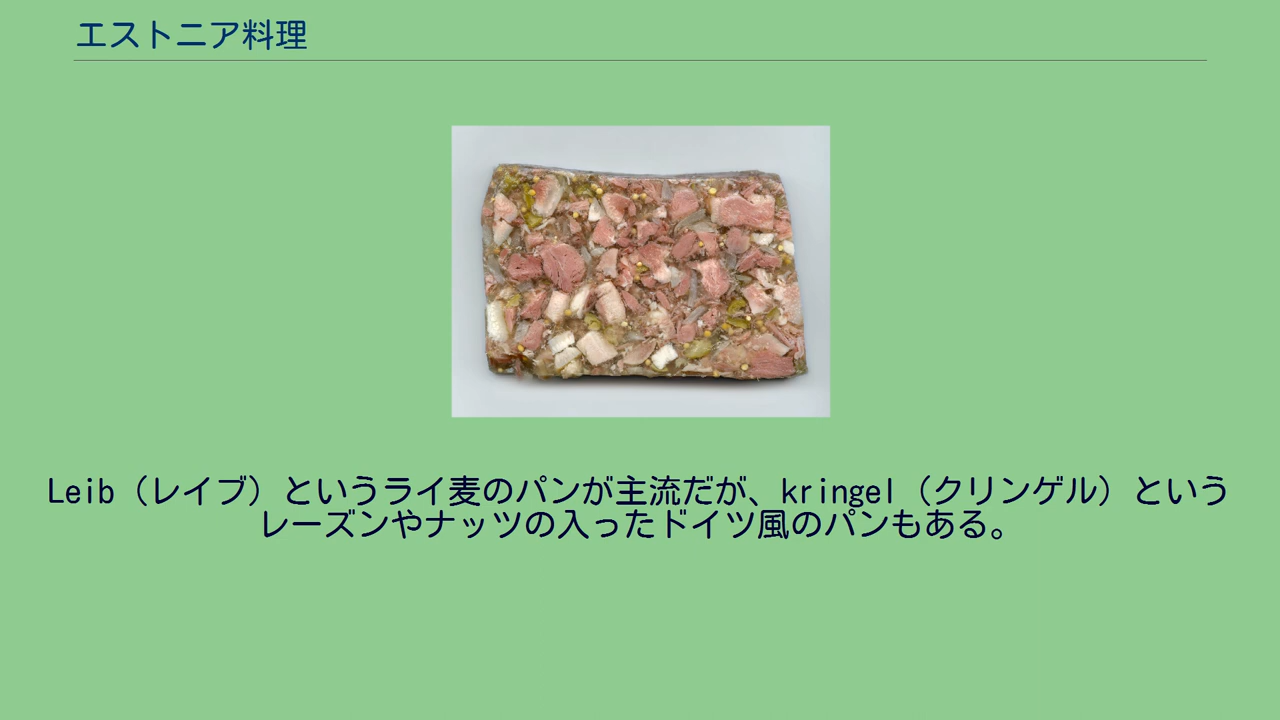 エストニア料理
Leib（レイブ）というライ麦のパンが主流だが、kringel（クリンゲル）という
レーズンやナッツの入ったドイツ風のパンもある。